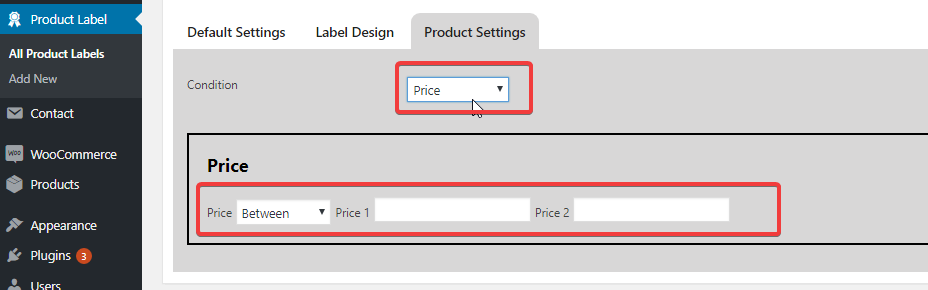 Product Label
All Product Labels
Add New
Contact
WOO
WooCommerce
Products
Appearance
Plugins 3
Users
Default Settings Label Design Product Settings
Condition Price
Price
Price Between Price 1 Price 2